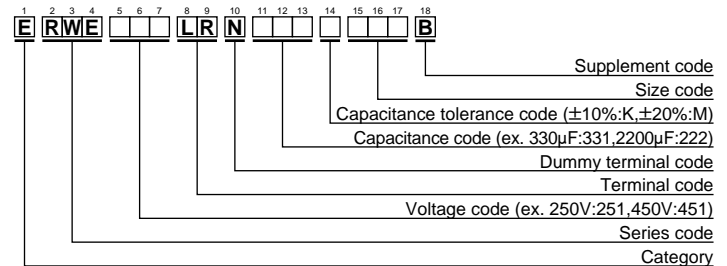 1 2 3 4 5 6 7 8 9 10 11 12 13 14 15 16 17 18
E R W E L R N B
Supplement code
Size code
Capacitance tolerance code (±10%:K,±20%:M)
Capacitance code (ex. 330µF:331,2200µF:222)
Dummy terminal code
Terminal code
Voltage code (ex. 250V:251,450V:451)
Series code
Category